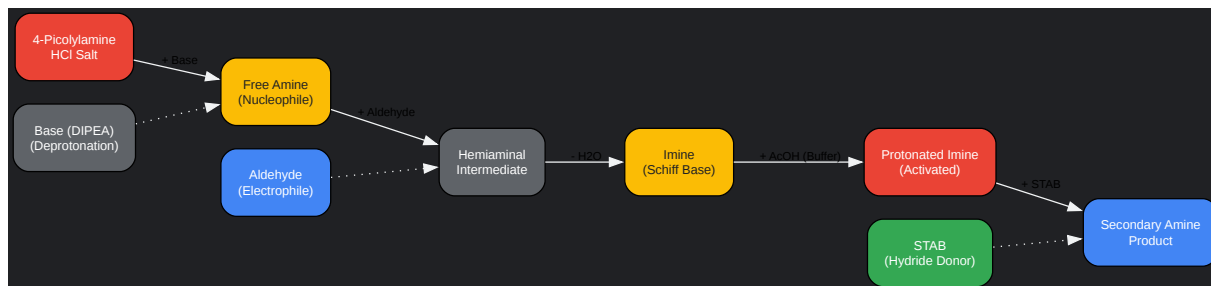 4-Picolylamine
HCl Salt
+ Base
Base (DIPEA)
(Deprotonation)
Free Amine
(Nucleophile)
+ Aldehyde
Aldehyde
(Electrophile)
Hemiaminal
Intermediate
- H2O
Imine
(Schiff Base)
+ AcOH (Buffer)
Protonated Imine
(Activated)
+ STAB
STAB
(Hydride Donor)
Secondary Amine
Product